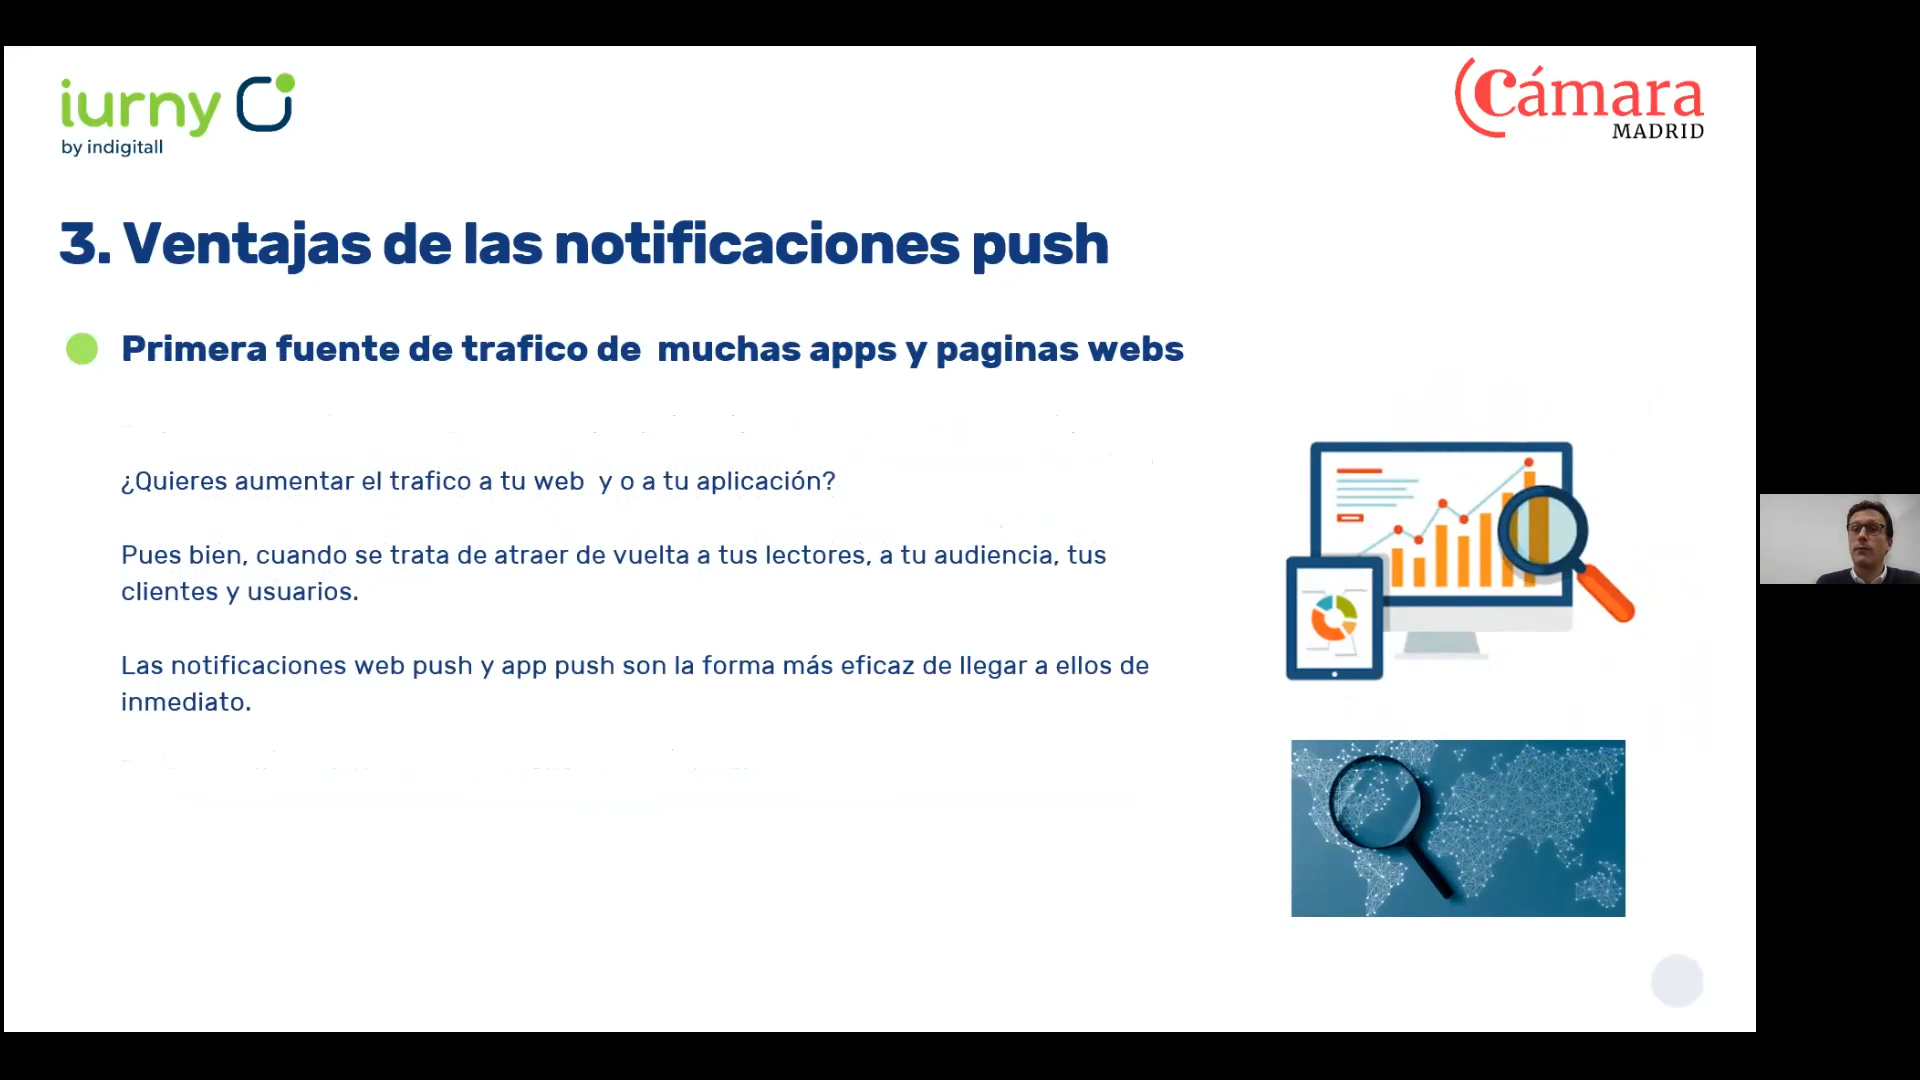 iurny
by indigitall
Cámara
MADRID
3. Ventajas de las notificaciones push
Primera fuente de trafico de muchas apps y paginas webs
¿Quieres aumentar el trafico a tu web y o a tu aplicación?
Pues bien, cuando se trata de atraer de vuelta a tus lectores, a tu audiencia, tus
clientes y usuarios.
Las notificaciones web push y app push son la forma más eficaz de llegar a ellos de
inmediato.